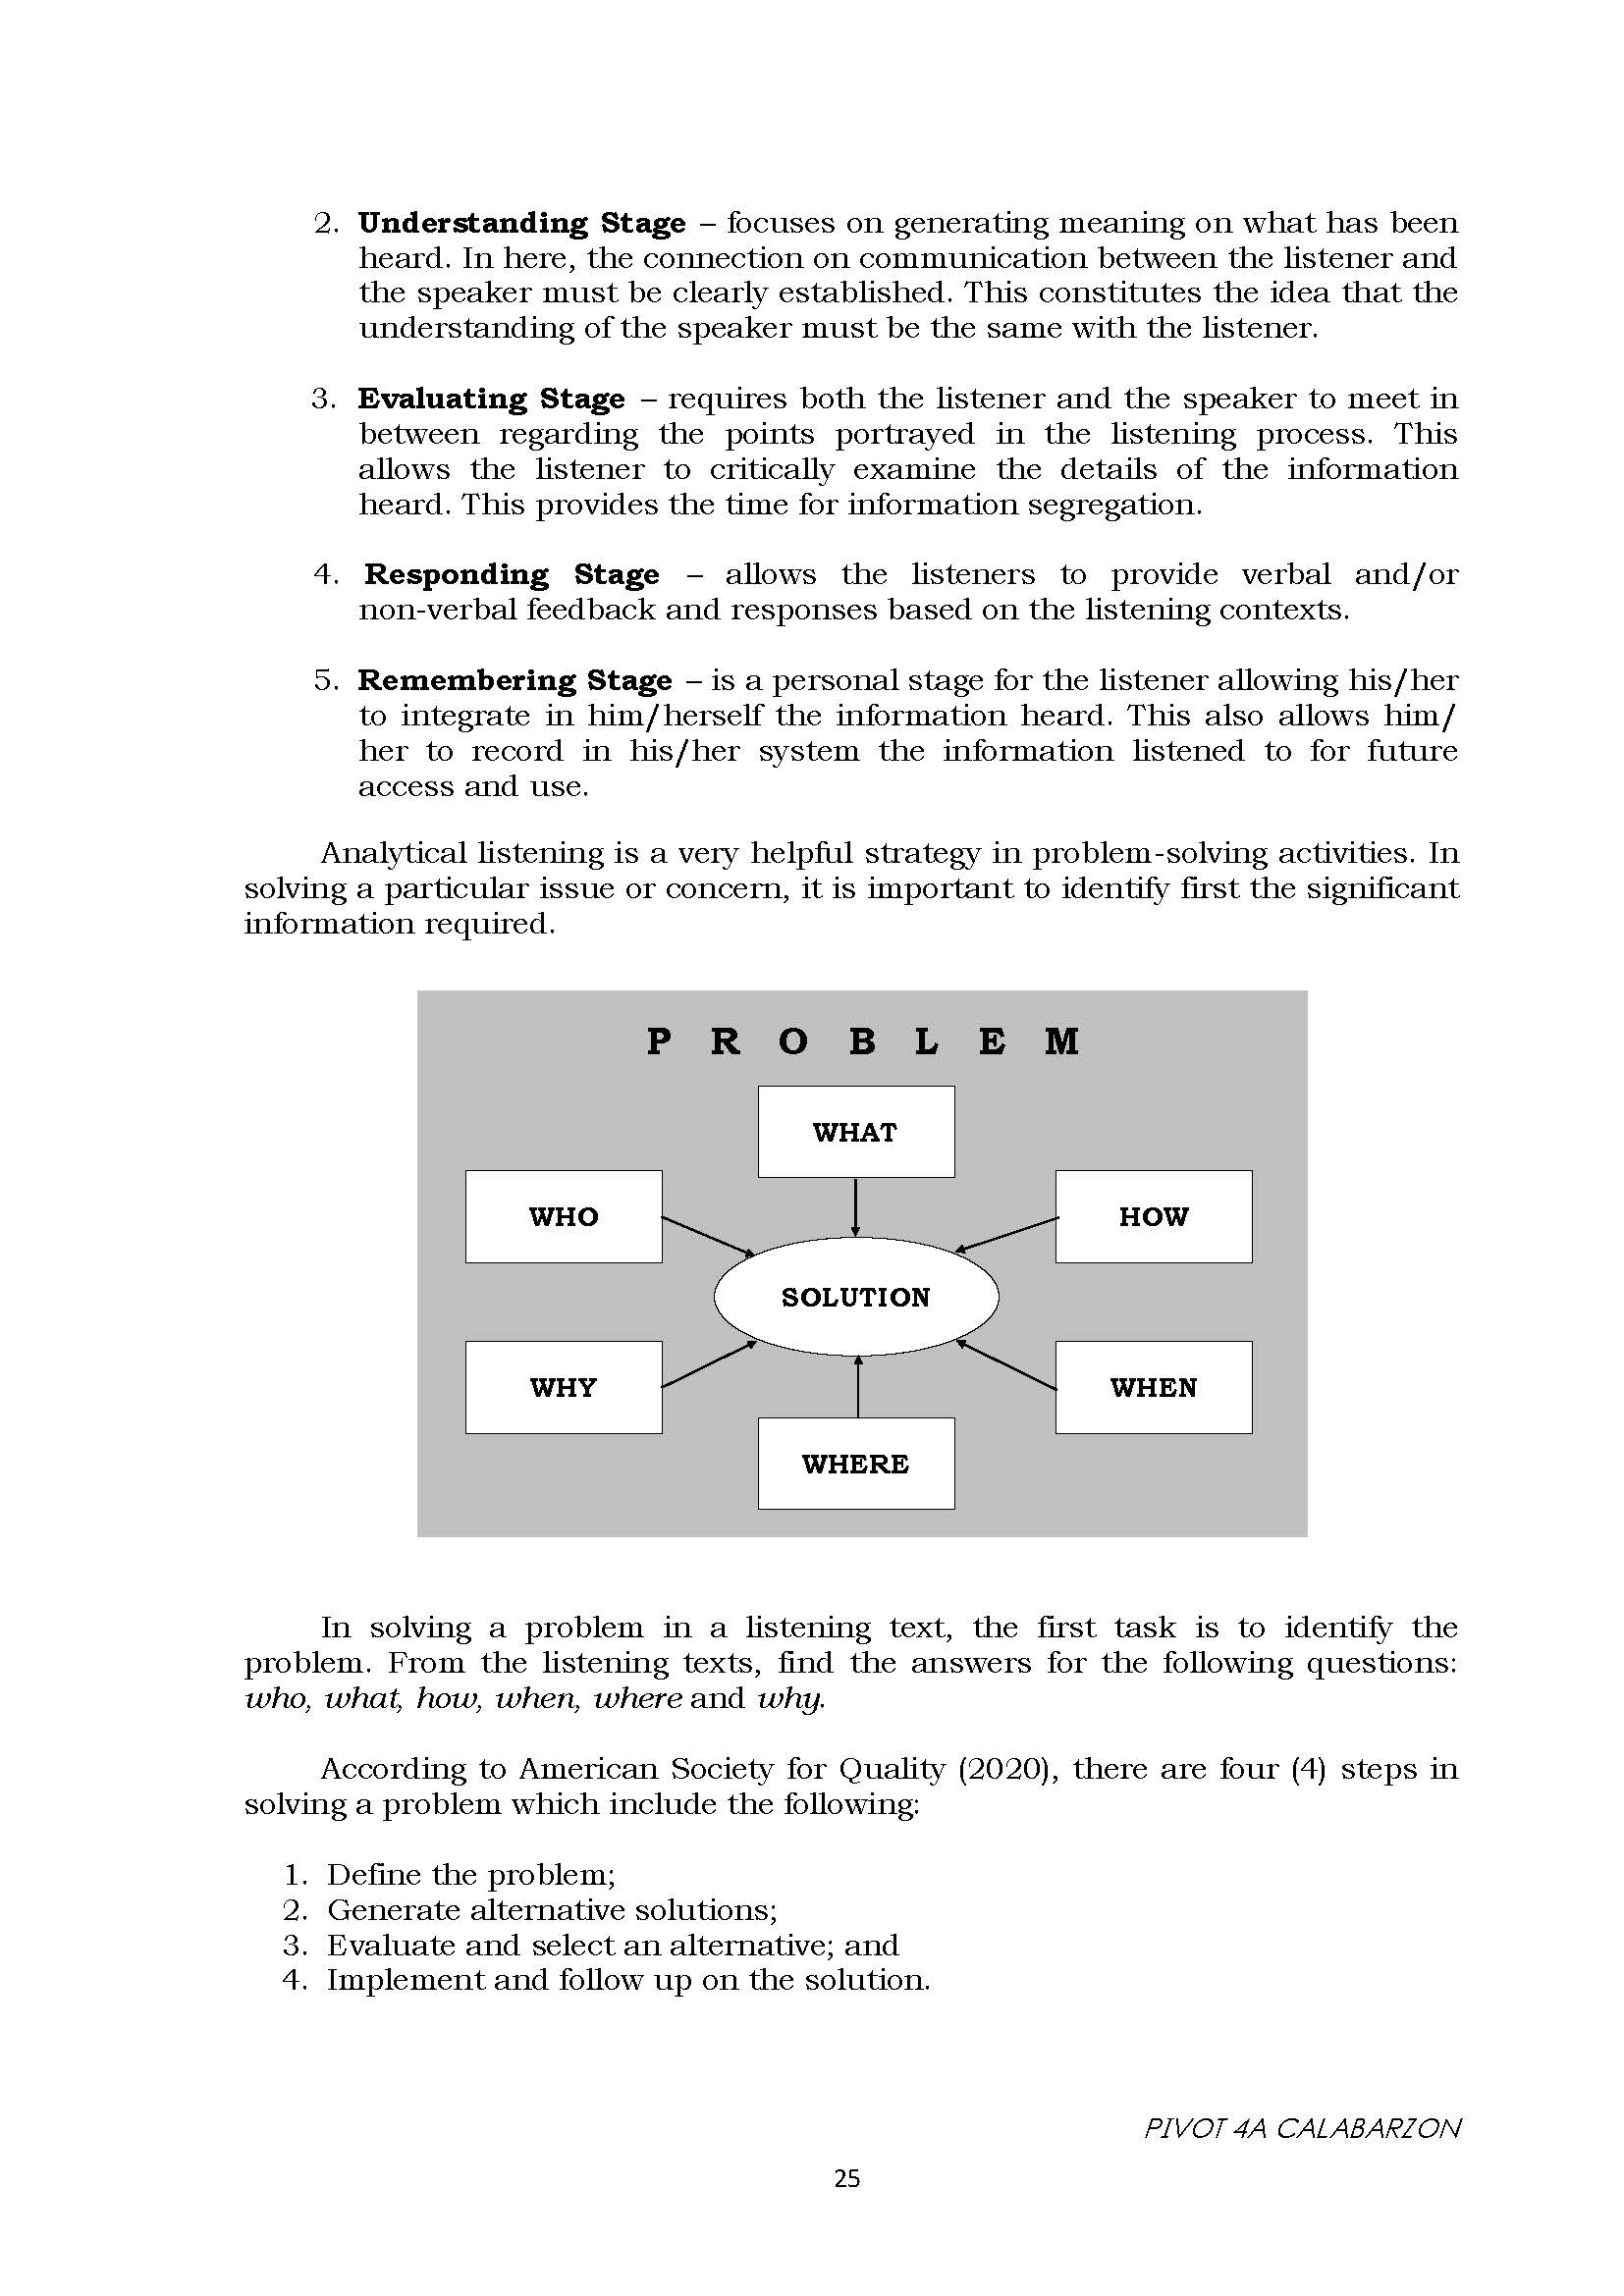 2. Understanding Stage – focuses on generating meaning on what has been
heard. In here, the connection on communication between the listener and
the speaker must be clearly established. This constitutes the idea that the
understanding of the speaker must be the same with the listener.
3. Evaluating Stage – requires both the listener and the speaker to meet in
between regarding the points portrayed in the listening process. This
allows the listener to critically examine the details of the information
heard. This provides the time for information segregation.
4. Responding Stage – allows the listeners to provide verbal and/or
non-verbal feedback and responses based on the listening contexts.
5. Remembering Stage – is a personal stage for the listener allowing his/her
to integrate in him/herself the information heard. This also allows him/
her to record in his/her system the information listened to for future
access and use.
Analytical listening is a very helpful strategy in problem-solving activities. In
solving a particular issue or concern, it is important to identify first the significant
information required.
P R O B L E M
WHAT
WHO
HOW
SOLUTION
WHY
WHEN
WHERE
In solving a problem in a listening text, the first task is to identify the
problem. From the listening texts, find the answers for the following questions:
who, what, how, when, where and why.
According to American Society for Quality (2020), there are four (4) steps in
solving a problem which include the following:
1. Define the problem;
2. Generate alternative solutions;
3. Evaluate and select an alternative; and
4. Implement and follow up on the solution.
PIVOT 4A CALABARZON
25